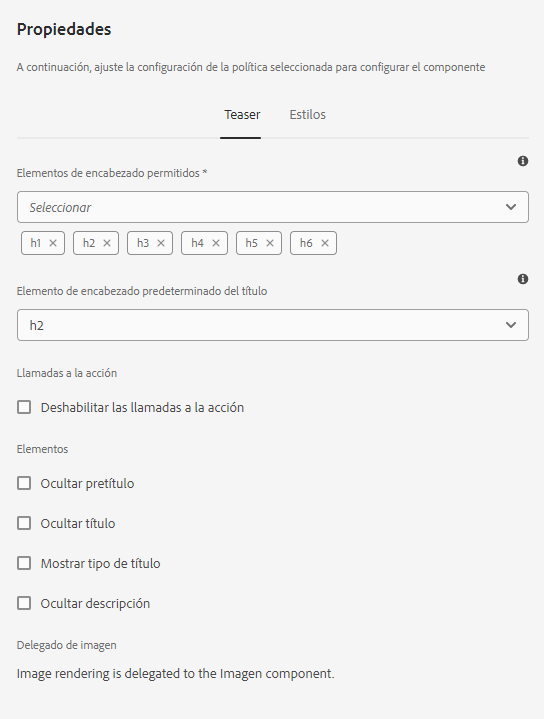 Propiedades
A continuación, ajuste la configuración de la política seleccionada para configurar el componente
Teaser Estilos
Elementos de encabezado permitidos *
Seleccionar
h1 × h2 × h3 × h4 × h5 × h6 ×
Elemento de encabezado predeterminado del título
h2
Llamadas a la acción
Deshabilitar las llamadas a la acción
Elementos
Ocultar pretítulo
Ocultar título
Mostrar tipo de título
Ocultar descripción
Delegado de imagen
Image rendering is delegated to the Imagen component.